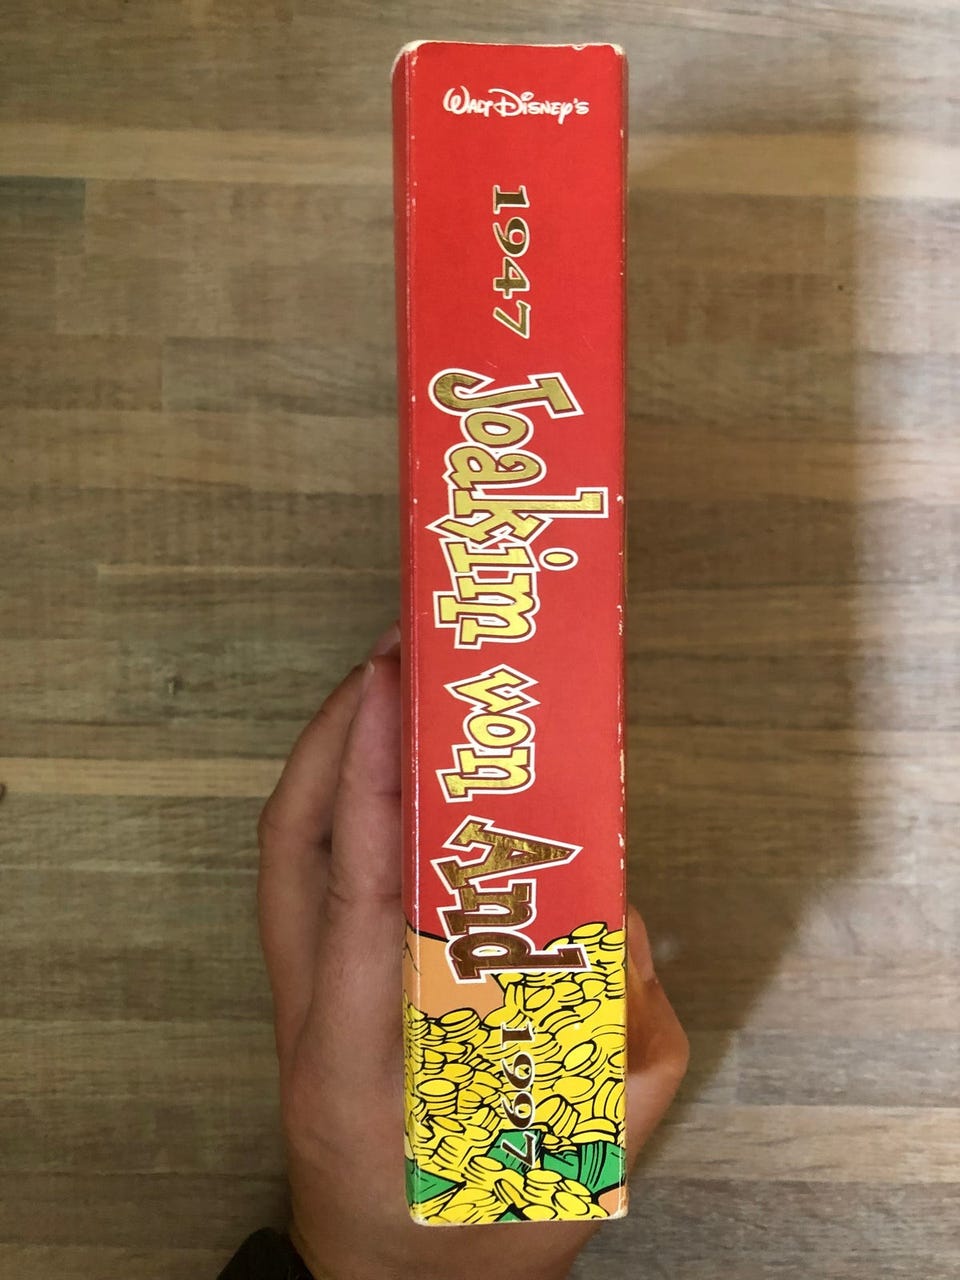 Walt Disney's
1947
Joakim von And
1997